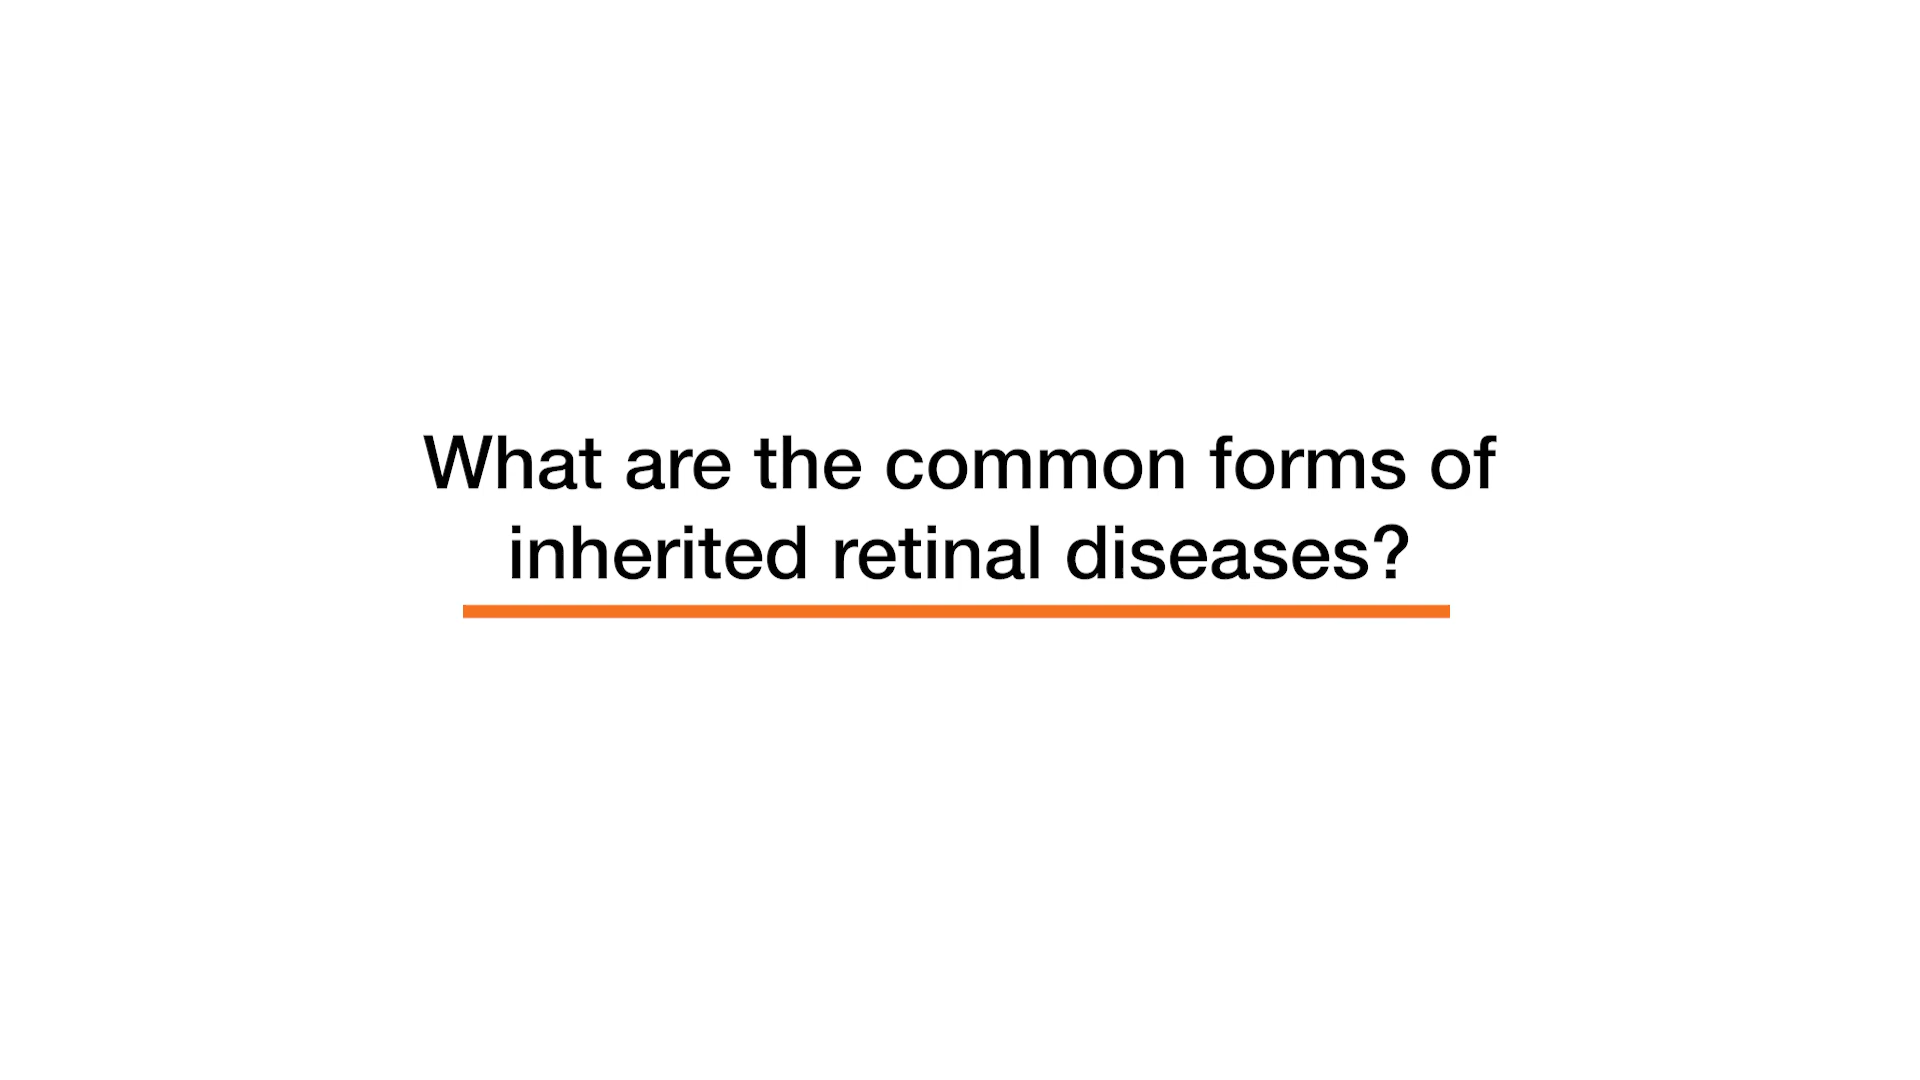 What are the common forms of
inherited retinal diseases?